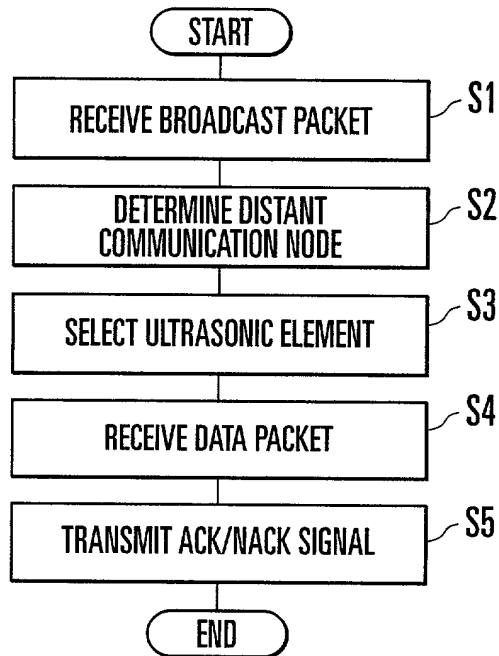 START
RECEIVE BROADCAST PACKET
S1
DETERMINE DISTANT
COMMUNICATION NODE
S2
SELECT ULTRASONIC ELEMENT
S3
RECEIVE DATA PACKET
S4
TRANSMIT ACK/NACK SIGNAL
S5
END